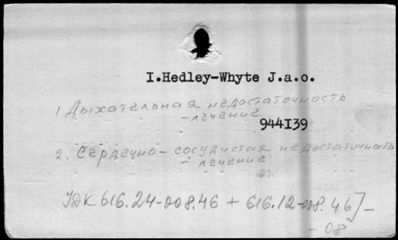 I.Hedley-Whyte J.a.o.
1. Дыхательная недостаточность
- лечение
944I39
2. Сердечно-сосудистая недостаточность
- лечение
б.
УДК 616.24-008.46 + 616.12-008.46]-
- 08